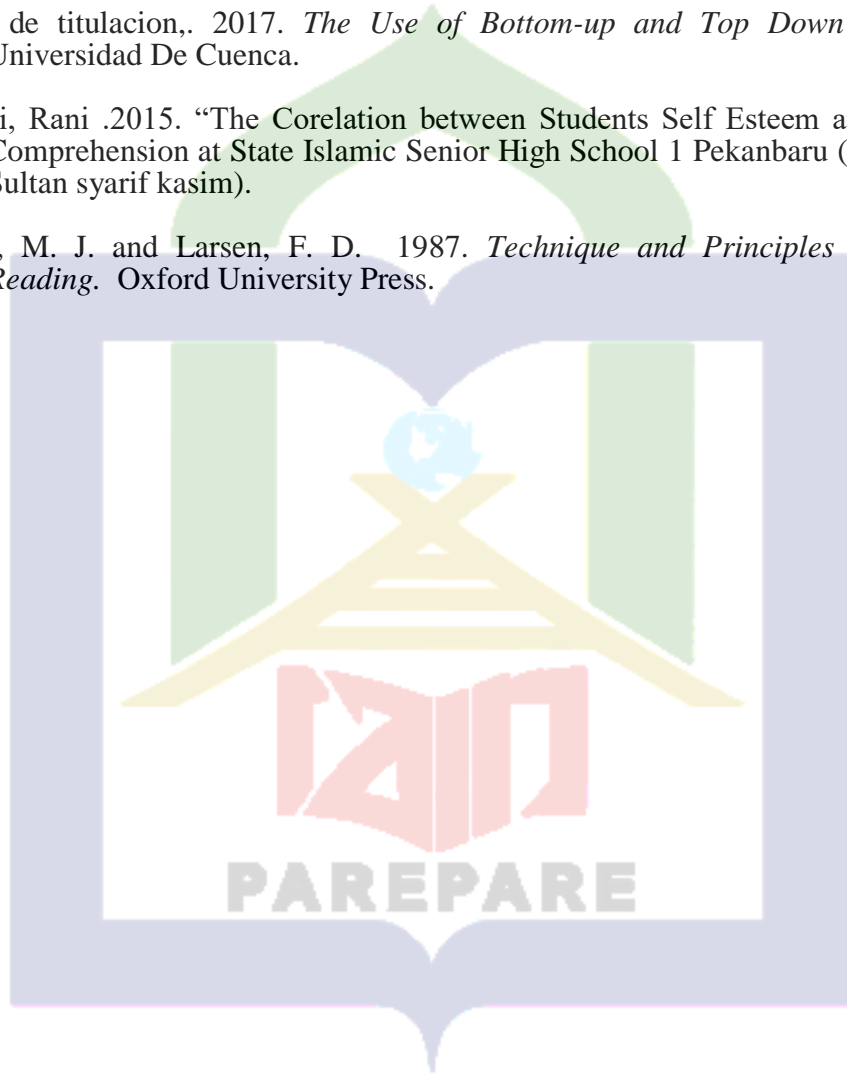 de titulacion,. 2017. The Use of Bottom-up and Top Down
Universidad De Cuenca.
i, Rani .2015. “The Corelation between Students Self Esteem a
Comprehension at State Islamic Senior High School 1 Pekanbaru (
Sultan syarif kasim).
, M. J. and Larsen, F. D. 1987. Technique and Principles
Reading. Oxford University Press.
iain
PAREPARE